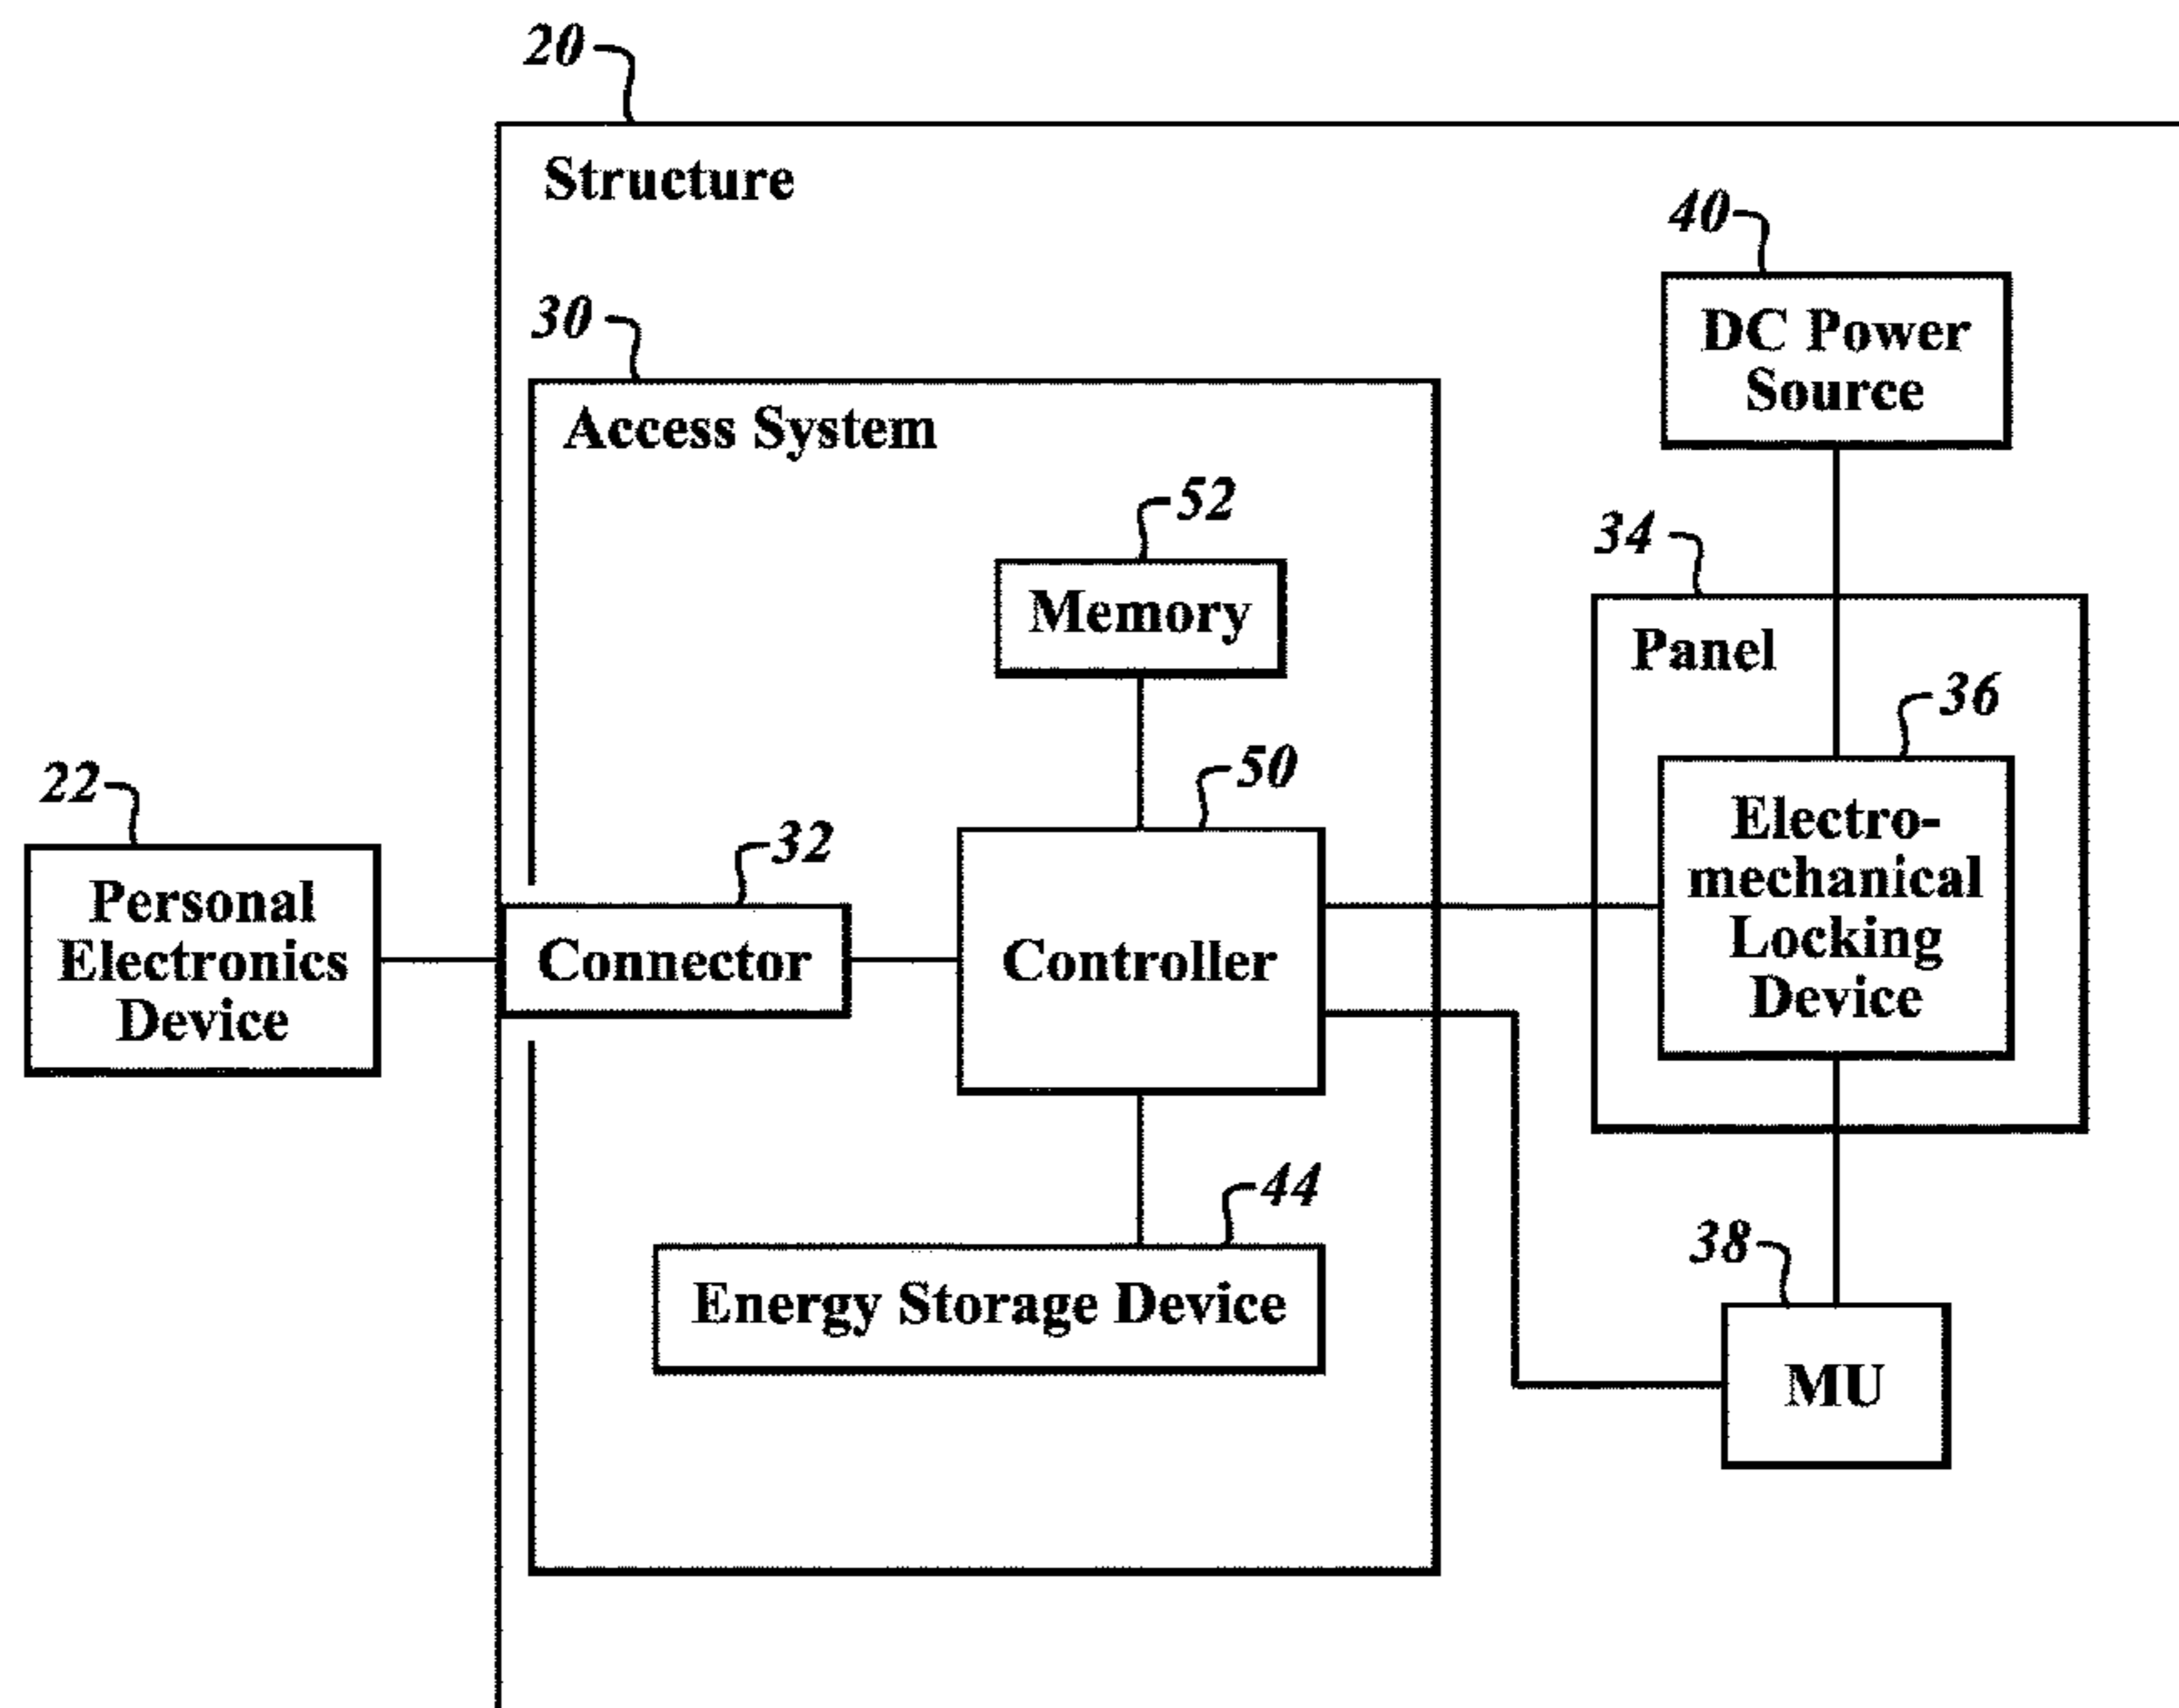 20
Structure
40
DC Power
Source
30
Access System
52
Memory
34
Panel
36
Electro-
mechanical
Locking
Device
22
Personal
Electronics
Device
32
Connector
50
Controller
44
Energy Storage Device
38
MU